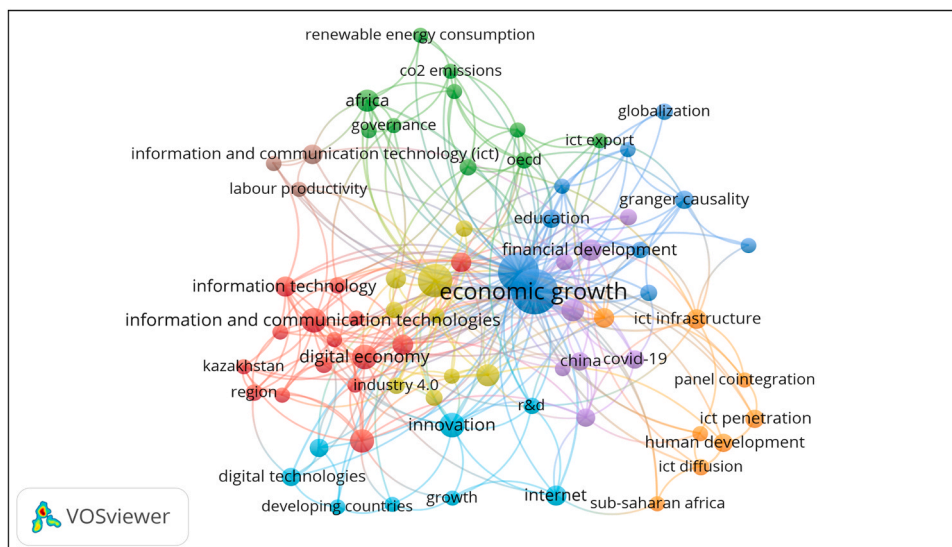 renewable energy consumption
co2 emissions
africa
globalization
governance
ict export
information and communication technology (ict)
oecd
labour productivity
granger causality
education
financial development
information technology
economic growth
information and communication technologies
ict infrastructure
digital economy
china
covid-19
kazakhstan
industry 4.0
panel cointegration
region
r&d
ict penetration
innovation
human development
ict diffusion
digital technologies
internet
growth
sub-saharan africa
developing countries
VOSviewer